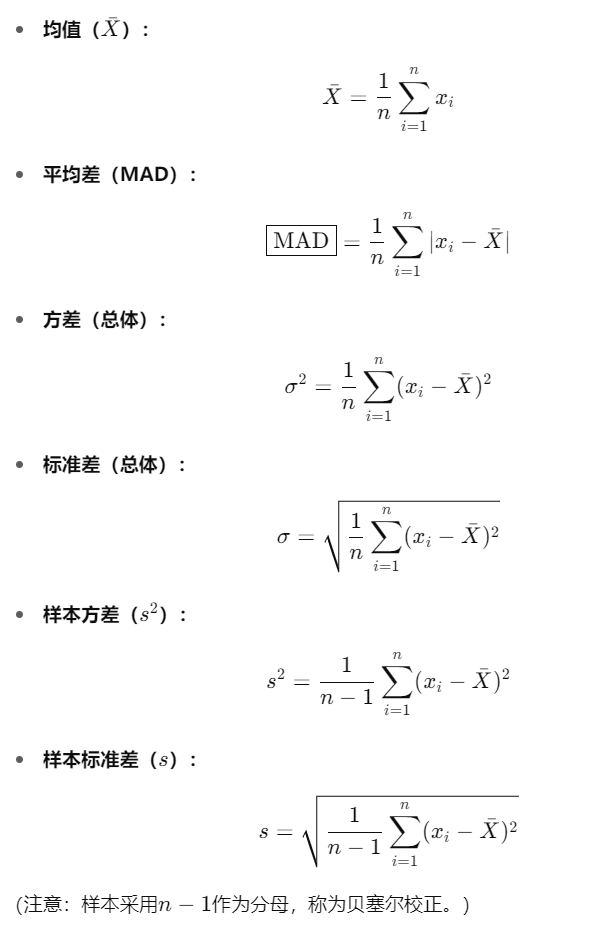 • 均值（$\bar{X}$）：
$\bar{X} = \frac{1}{n} \sum_{i=1}^{n} x_i$
• 平均差（MAD）：
$\boxed{\text{MAD}} = \frac{1}{n} \sum_{i=1}^{n} |x_i - \bar{X}|$
• 方差（总体）：
$\sigma^2 = \frac{1}{n} \sum_{i=1}^{n} (x_i - \bar{X})^2$
• 标准差（总体）：
$\sigma = \sqrt{\frac{1}{n} \sum_{i=1}^{n} (x_i - \bar{X})^2}$
• 样本方差（$s^2$）：
$s^2 = \frac{1}{n-1} \sum_{i=1}^{n} (x_i - \bar{X})^2$
• 样本标准差（$s$）：
$s = \sqrt{\frac{1}{n-1} \sum_{i=1}^{n} (x_i - \bar{X})^2}$
(注意：样本采用$n-1$作为分母，称为贝塞尔校正。)